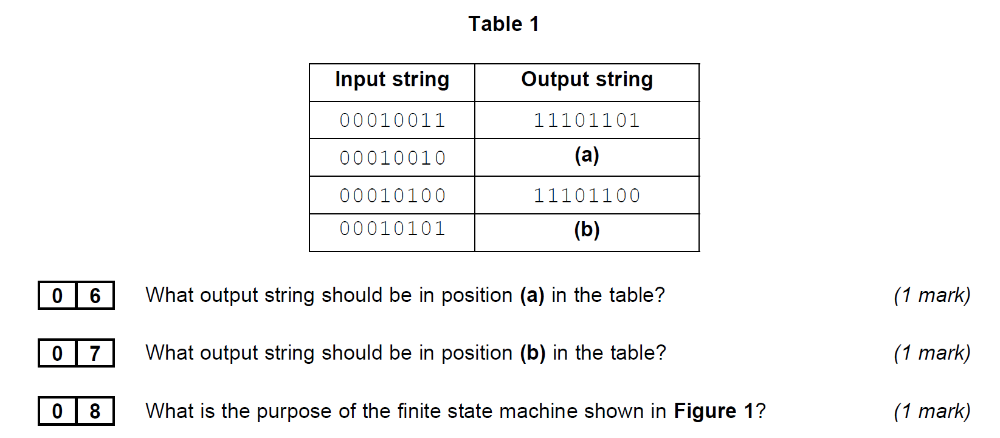 Table 1
Input string Output string
00010011 11101101
00010010 (a)
00010100 11101100
00010101 (b)
0 6 What output string should be in position (a) in the table? (1 mark)
0 7 What output string should be in position (b) in the table? (1 mark)
0 8 What is the purpose of the finite state machine shown in Figure 1? (1 mark)